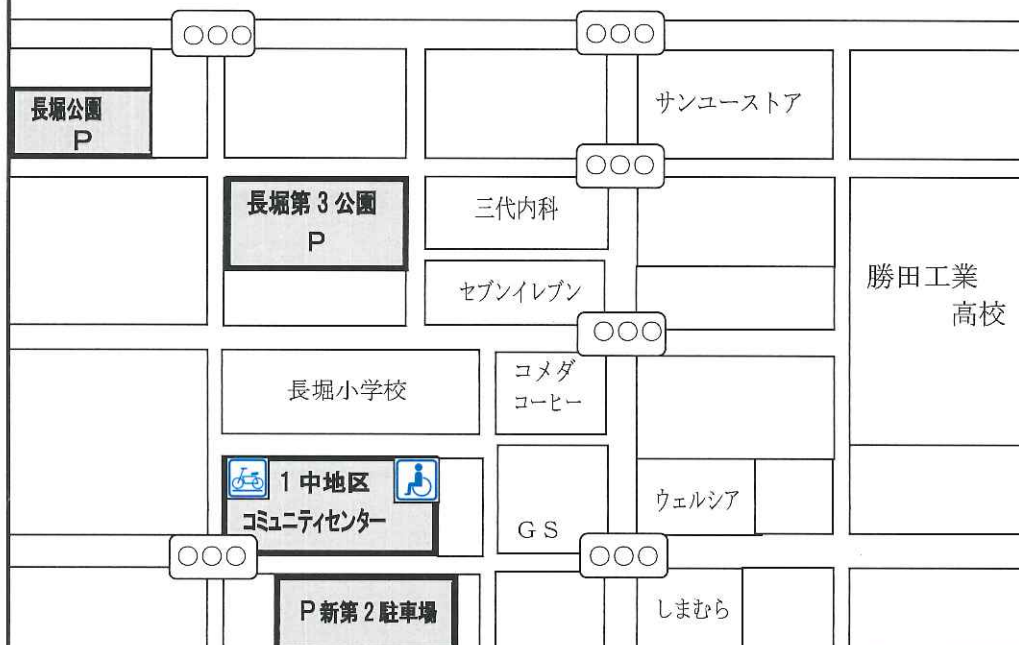 サンユーストア
長堀公園
P
長堀第3公園
P
三代内科
セブンイレブン
勝田工業
高校
長堀小学校
コメダ
コーヒー
1中地区
コミュニティセンター
GS
ウェルシア
P新第2駐車場
しまむら